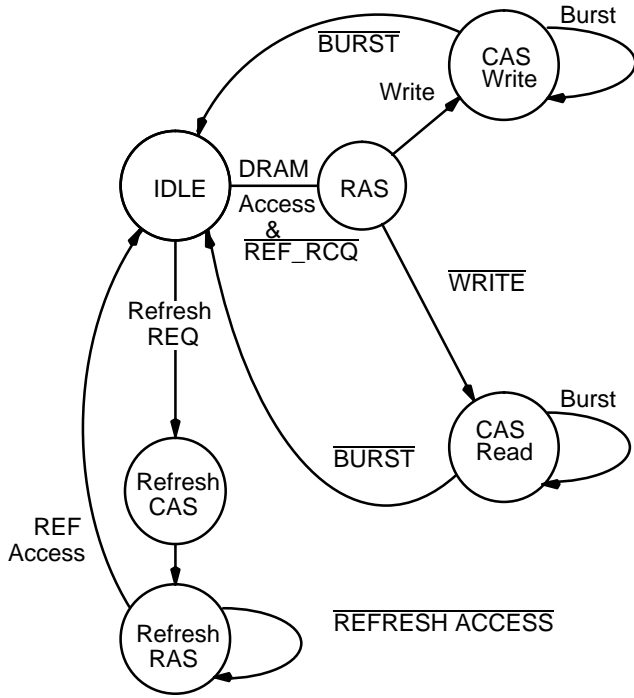 Burst
BURST
CAS
Write
Write
IDLE
DRAM
Access
&
REF_RCQ
RAS
WRITE
Refresh
REQ
Burst
CAS
Read
BURST
Refresh
CAS
REF
Access
REFRESH ACCESS
Refresh
RAS